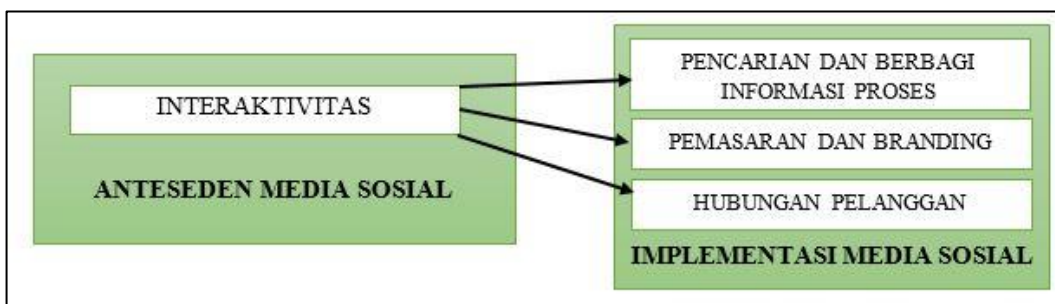 INTERAKTIVITAS
ANTESEDEN MEDIA SOSIAL
PENCARIAN DAN BERBAGI
INFORMASI PROSES
PEMASARAN DAN BRANDING
HUBUNGAN PELANGGAN
IMPLEMENTASI MEDIA SOSIAL